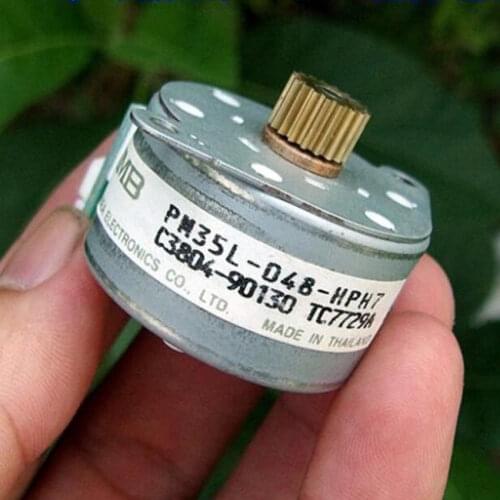 MB
PM35L-048-HPH7
C3804-90130 TC7729A
ELECTRONICS CO., LTD.
MADE IN THAILAND